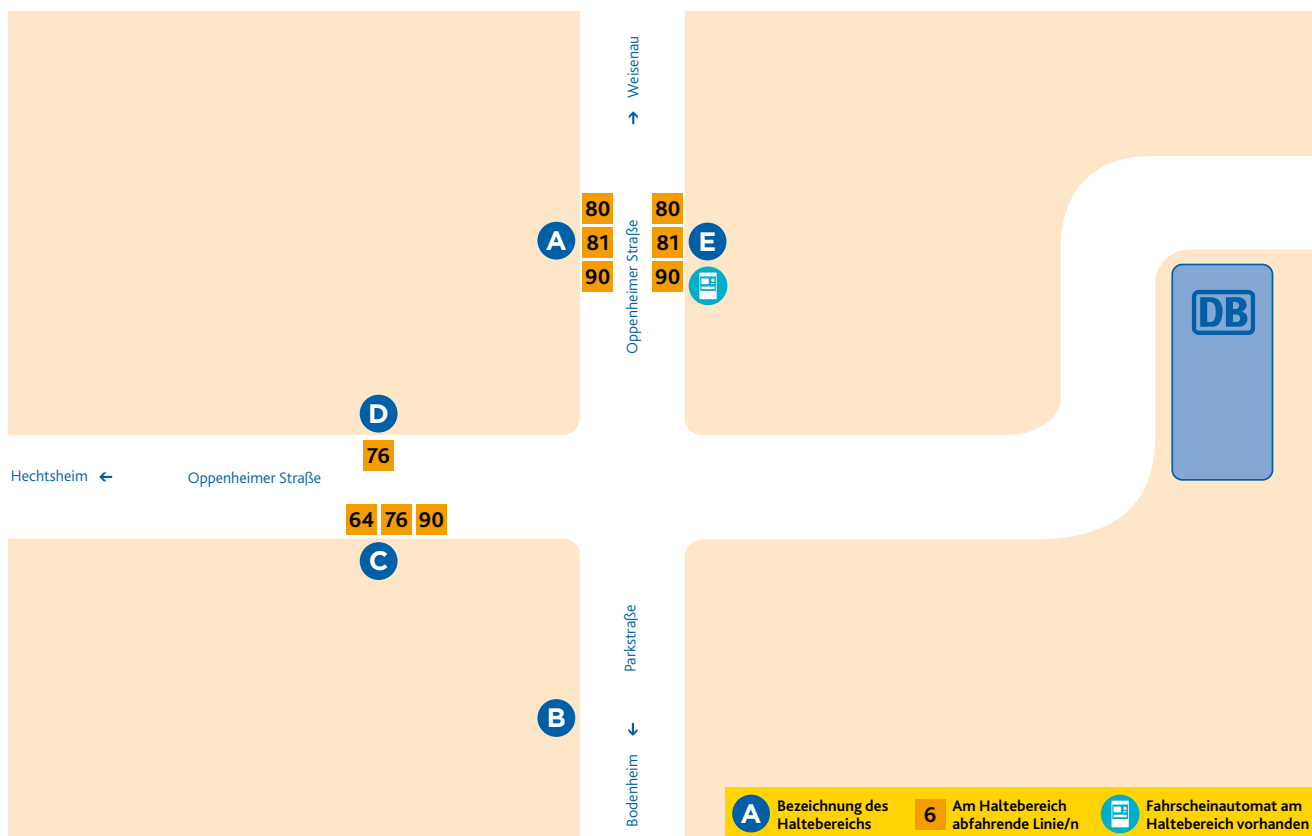 Weisenau
→
80
81
90
A
Oppenheimer Straße
80
81
90
E
DB
D
76
Hechtsheim ←
Oppenheimer Straße
64 76 90
C
Parkstraße
B
←
Bodenheim
A
Bezeichnung des
Haltebereichs
6
Am Haltebereich
abfahrende Linie/n
Fahrscheinautomat am
Haltebereich vorhanden